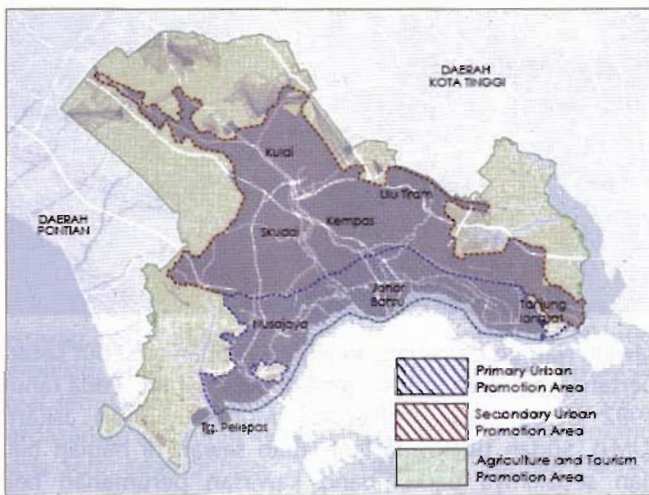 DAERAH
KOTA TINGGI
Kulai
Ulu Tiram
DAERAH
PONTIAN
Kempas
Skudai
Johor
Bahru
Tanjung
Langsat
Nusajaya
Primary Urban
Promotion Area
Secondary Urban
Promotion Area
Tg. Pelepas
Agriculture and Tourism
Promotion Area